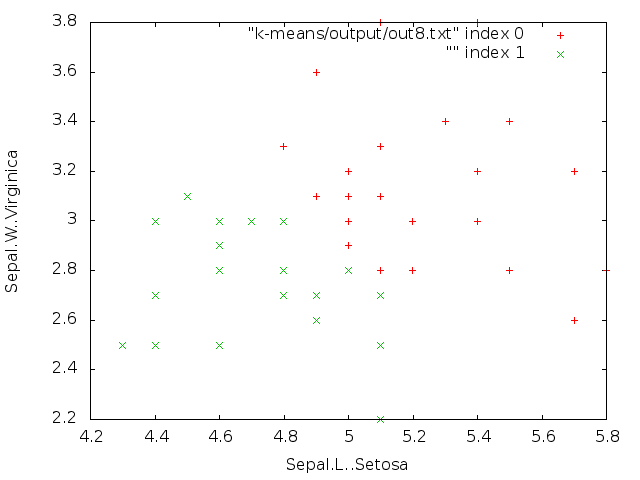 "k-means/output/out8.txt" index 0
"" index 1
3.8
3.6
3.4
3.2
3
2.8
2.6
2.4
2.2
4.2 4.4 4.6 4.8 5 5.2 5.4 5.6 5.8
Sepal.W..Virginica
Sepal.L..Setosa